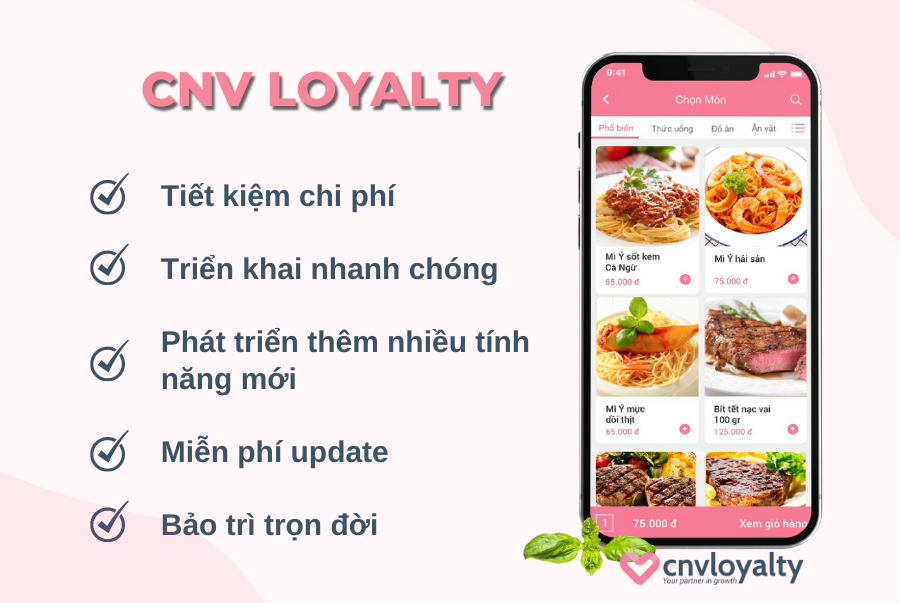 CNV LOYALTY
Tiết kiệm chi phí
Triển khai nhanh chóng
Phát triển thêm nhiều tính
năng mới
Miễn phí update
Bảo trì trọn đời
9:41
Chọn Món
Phổ biến Thức uống Đồ ăn Ăn vặt
Mì Ý sốt kem
Cá Ngừ
65.000 đ
Mì Ý hải sản
75.000 đ
Mì Ý mực
dồi thịt
65.000 đ
Bít tết nạc vai
100 gr
125.000 đ
1 75.000 đ Xem giỏ hàng
cnvloyalty
Your partner in growth